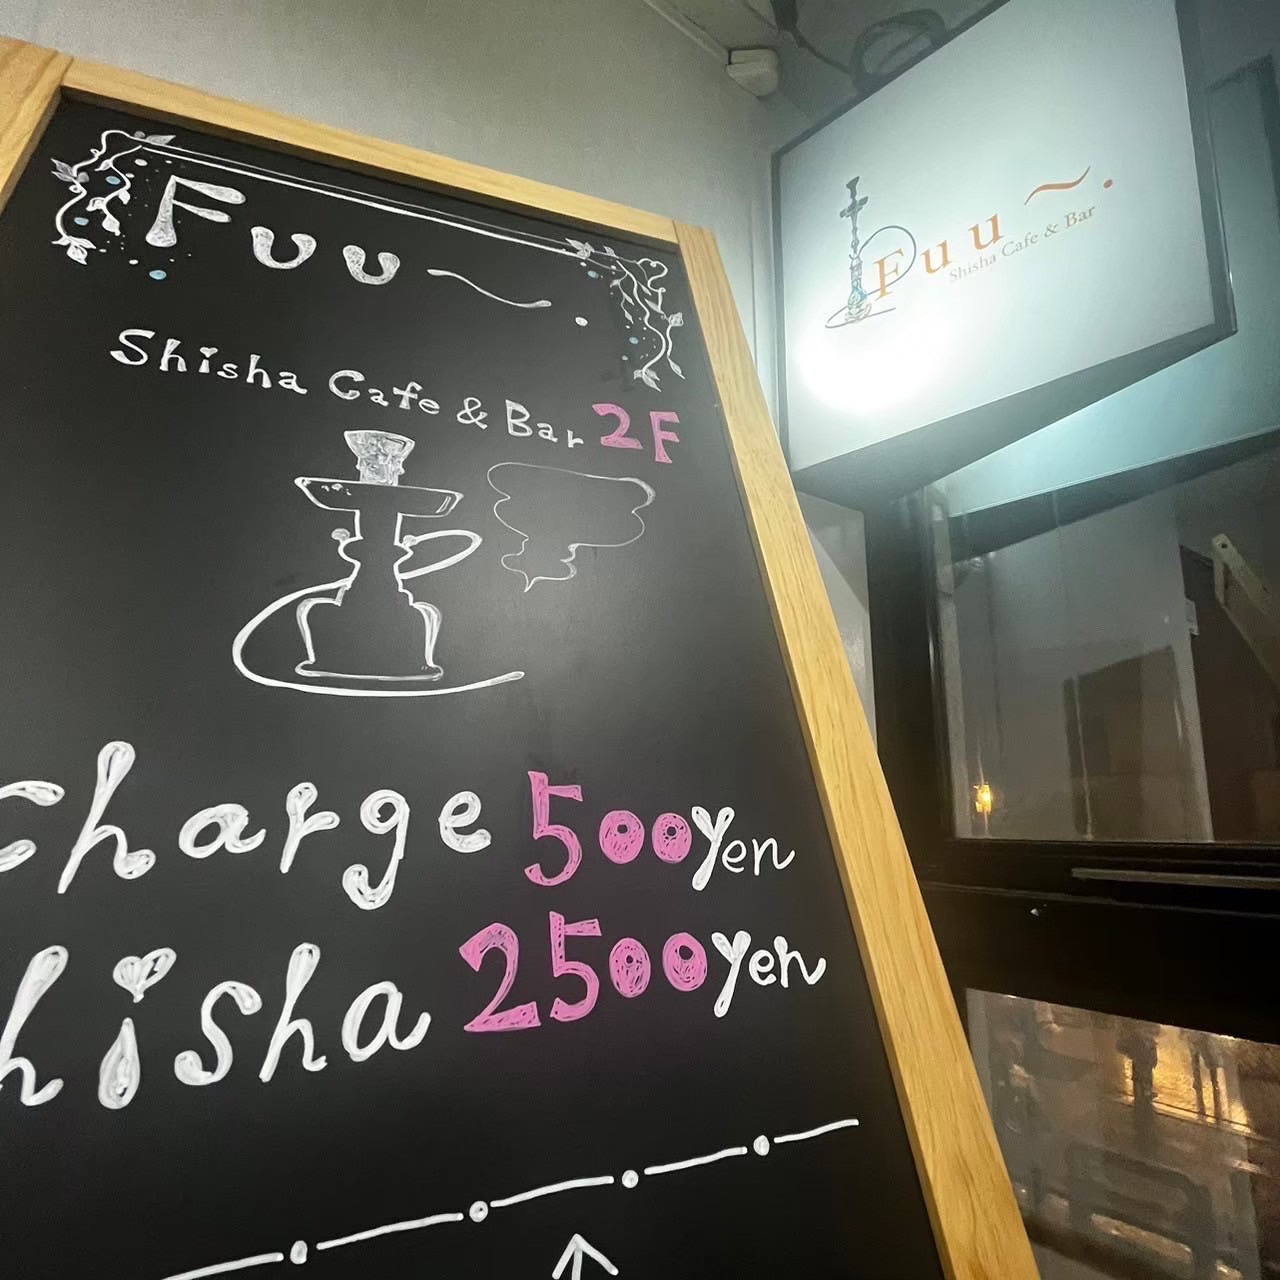 Fuu~.
Shisha Cafe & Bar 2F
Charge 500yen
Shisha 2500yen
Fuu~.
Shisha Cafe & Bar